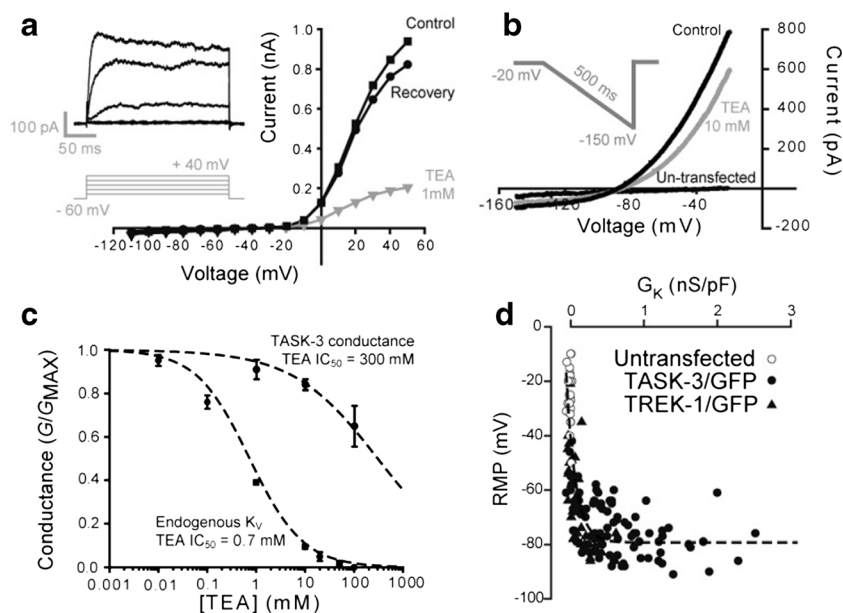 a
100 pA
50 ms
+ 40 mV
- 60 mV
Current (nA)
1.0
0.8
0.6
0.4
0.2
Control
Recovery
TEA
1mM
-120 -100 -80 -60 -40 -20 0 20 40 60
Voltage (mV)
b
-20 mV
500 ms
-150 mV
Control
TEA
10 mM
Un-transfected
800
600
400
200
0
-200
Current (pA)
-160 -120 -80 -40
Voltage (mV)
c
Conductance (G/GMAX)
1.0
0.8
0.6
0.4
0.2
0.0
TASK-3 conductance
TEA IC50 = 300 mM
Endogenous KV
TEA IC50 = 0.7 mM
0.001 0.01 0.1 1 10 100 1000
[TEA] (mM)
d
GK (nS/pF)
0 1 2 3
RMP (mV)
0
-20
-40
-60
-80
-100
Untransfected
TASK-3/GFP
TREK-1/GFP